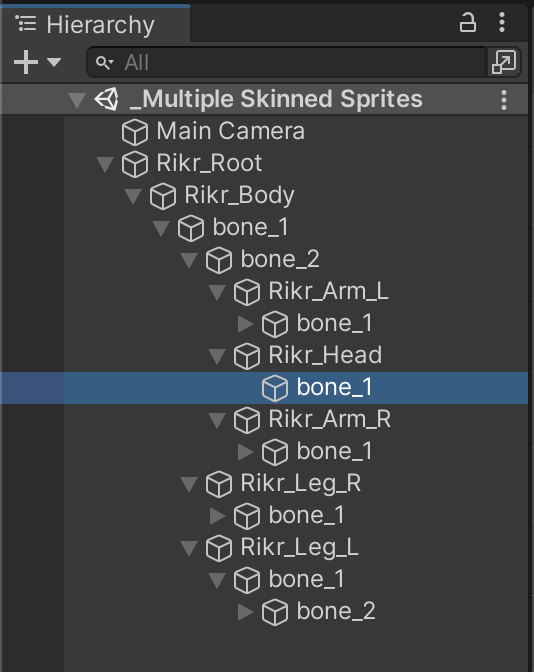 Hierarchy
All
_Multiple Skinned Sprites
Main Camera
Rikr_Root
Rikr_Body
bone_1
bone_2
Rikr_Arm_L
bone_1
Rikr_Head
bone_1
Rikr_Arm_R
bone_1
Rikr_Leg_R
bone_1
Rikr_Leg_L
bone_1
bone_2